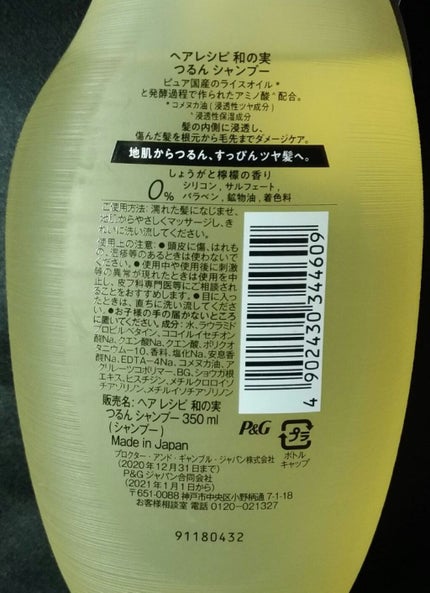 ヘアレシピ 和の実
つるん シャンプー
ピュア国産のライスオイル*
と発酵過程で作られたアミノ酸^配合。
*コメヌカ油(浸透性ツヤ成分)
^浸透性保湿成分
髪の内側に浸透し、
傷んだ髪を根元から毛先までダメージケア。
地肌からつるん、すっぴんツヤ髪へ。
しょうがと檸檬の香り
0% シリコン, サルフェート,
パラベン, 鉱物油, 着色料
ご使用方法: 濡れた髪になじませ、
地肌からやさしくマッサージし、き
れいに洗い流してください。
使用上の注意: ●頭皮に傷、はれも
の、湿疹等のあるときは使わないで
ください。●使用中や使用後に刺激
等の異常が現れたときは使用を中
止し、皮フ科専門医等にご相談され
ることをおすすめします。●目に入っ
たときは、直ちに洗い流してくださ
い。●お子様の手の届かないところ
に置いてください。成分: 水、ラウラミド
プロピルベタイン、ココイルイセチオン
酸Na、クエン酸Na、クエン酸、ポリクオ
タニウム-10、香料、塩化Na、安息香
酸Na、EDTA-4Na、コメヌカ油、ア
グルーツコポリマー、BG、ショウガ根
エキス、ヒスチジン、メチルクロロイソ
チアゾリノン、メチルイソチアゾリノン
4 902430 344609
販売名: ヘアレシピ 和の実
つるん シャンプー 350 ml
(シャンプー)
Made in Japan
P&G
プラ
ボトル
キャップ
プロクター・アンド・ギャンブル・ジャパン株式会社
(2020年12月31日まで)
P&Gジャパン合同会社
(2021年1月1日から)
〒651-0088 神戸市中央区小野柄通 7-1-18
お客様相談室 電話 0120-021327
91180432